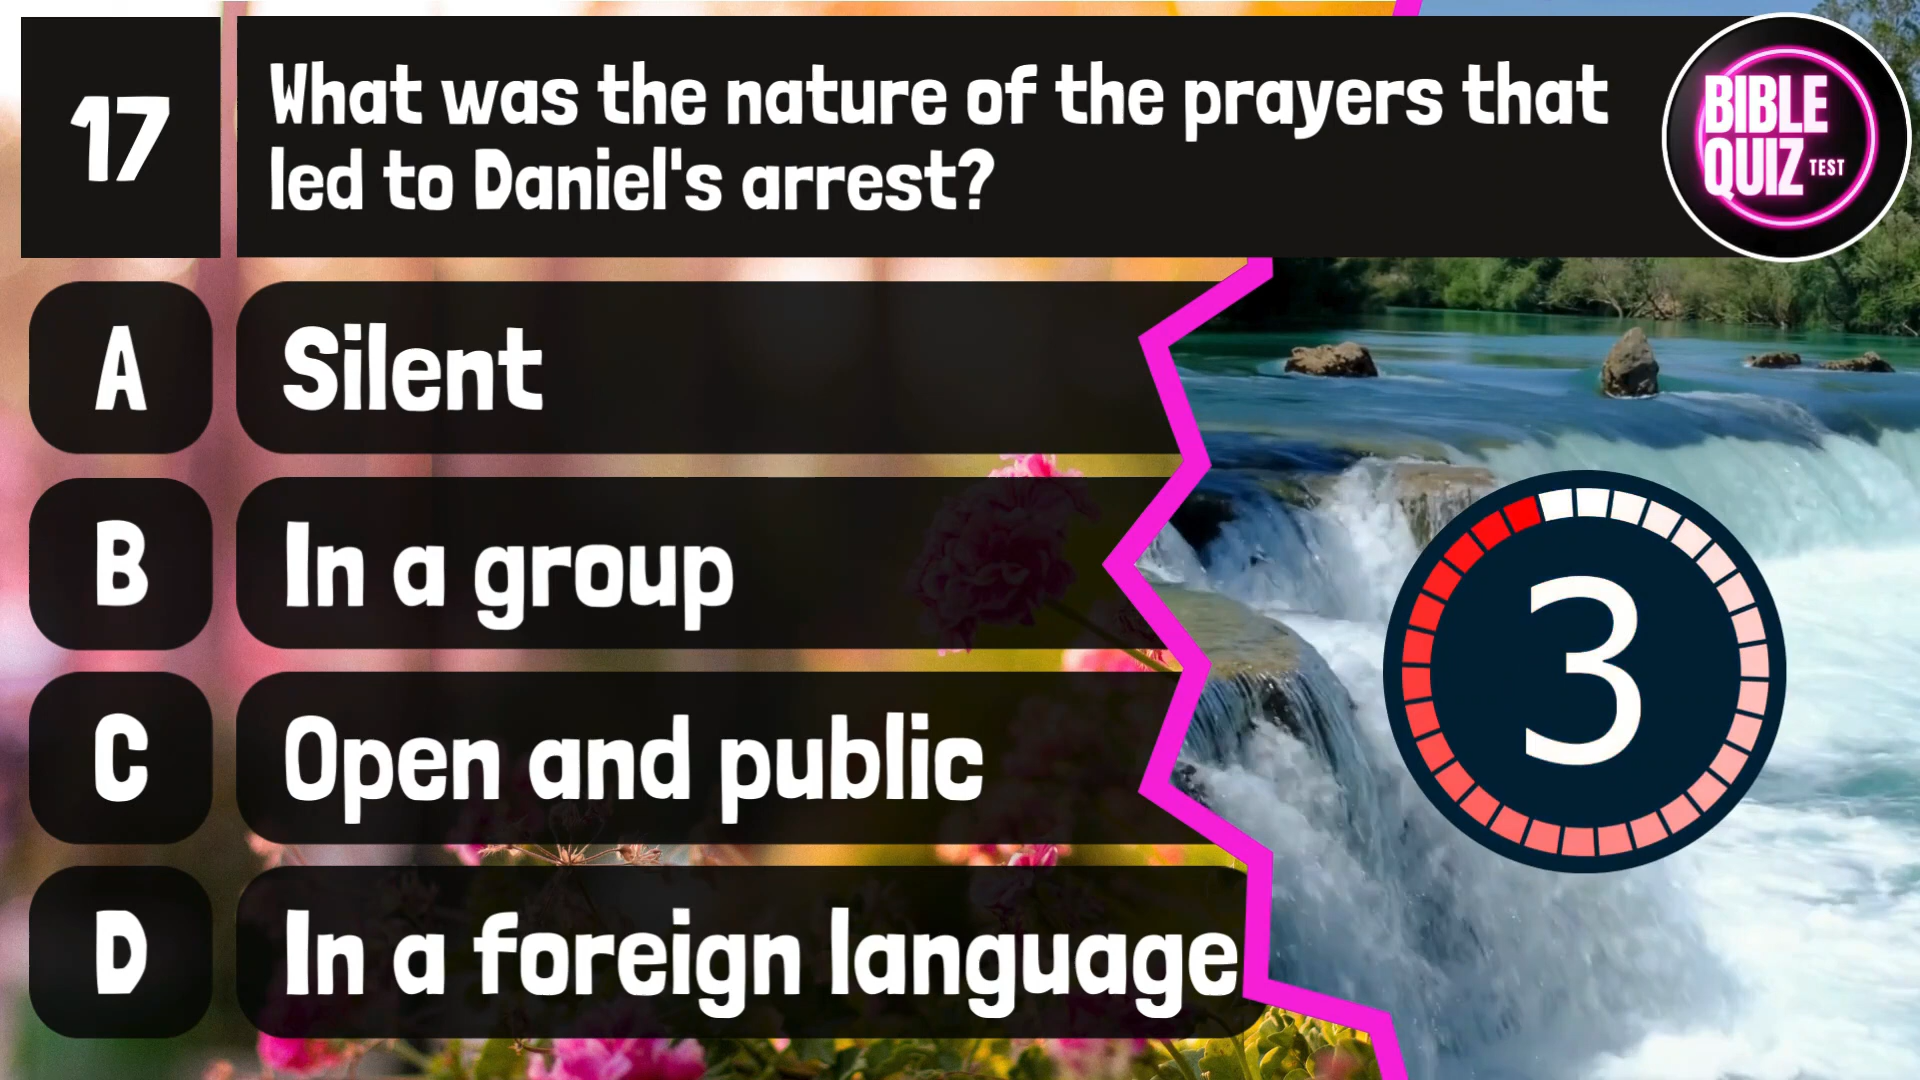 17
What was the nature of the prayers that
led to Daniel's arrest?
BIBLE
QUIZ TEST
A
Silent
B
In a group
C
Open and public
D
In a foreign language
3